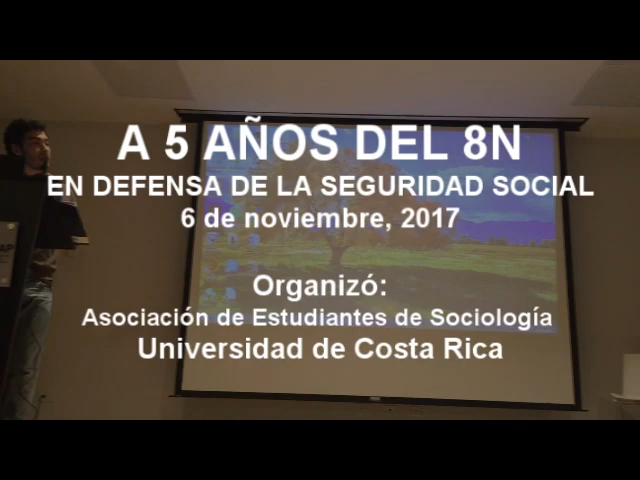 A 5 AÑOS DEL 8N
EN DEFENSA DE LA SEGURIDAD SOCIAL
6 de noviembre, 2017
Organizó:
Asociación de Estudiantes de Sociología
Universidad de Costa Rica